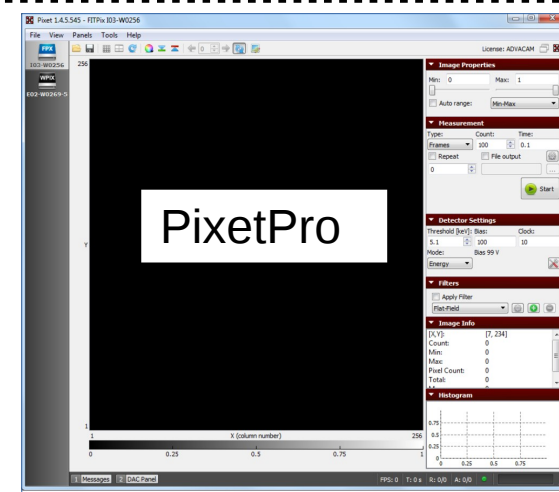 Pixet 1.4.5.545 - FITPix I03-W0256
File View Panels Tools Help
FPX
I03-W0256
WPIX
E02-W0269-5
0
License: ADVACAM
256
Y
1
PixetPro
1 X (column number) 256
0 0.25 0.5 0.75 1
Image Properties
Min: 0 Max: 1
Auto range: Min-Max
Measurement
Type: Count: Time:
Frames 100 0.1
Repeat File output
0 ...
Start
Detector Settings
Threshold [keV]: Bias: Clock:
5.1 100 10
Mode: Bias 99 V
Energy
Filters
Apply Filter
Flat-Field
Image Info
[X,Y]: [7, 234]
Count: 0
Min: 0
Max: 0
Pixel Count: 0
Total: 0
Histogram
0.75
0.5
0.25
0
0 0.25 0.5 0.75
1 Messages 2 DAC Panel FPS: 0 T: 0 s R: 0/0 A: 0/0